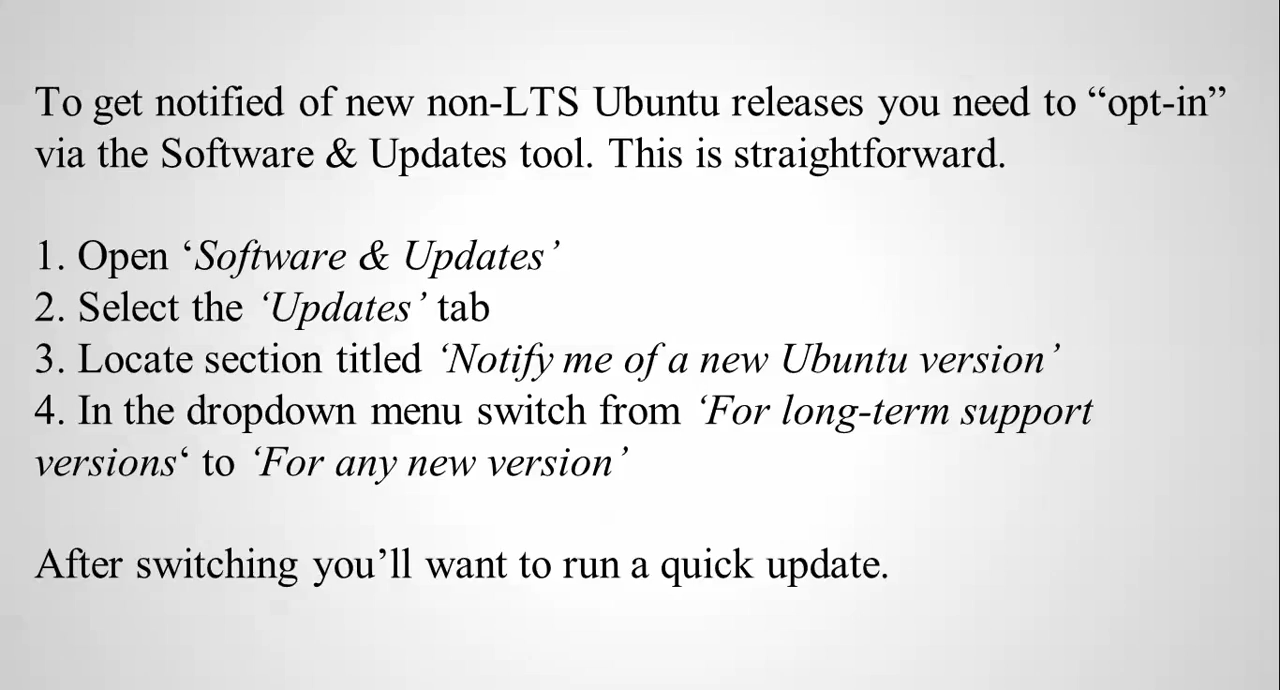 To get notified of new non-LTS Ubuntu releases you need to “opt-in”
via the Software & Updates tool. This is straightforward.
1. Open ‘Software & Updates’
2. Select the ‘Updates’ tab
3. Locate section titled ‘Notify me of a new Ubuntu version’
4. In the dropdown menu switch from ‘For long-term support
versions‘ to ‘For any new version’
After switching you’ll want to run a quick update.